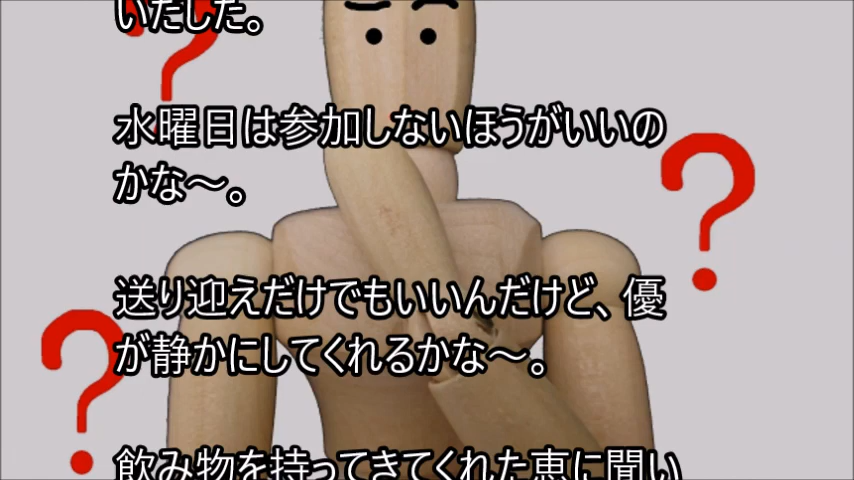 いたした。
水曜日は参加しないほうがいいの
かな～。
送り迎えだけでもいいんだけど、優
が静かにしてくれるかな～。
飲み物を持ってきてくれた恵に聞い